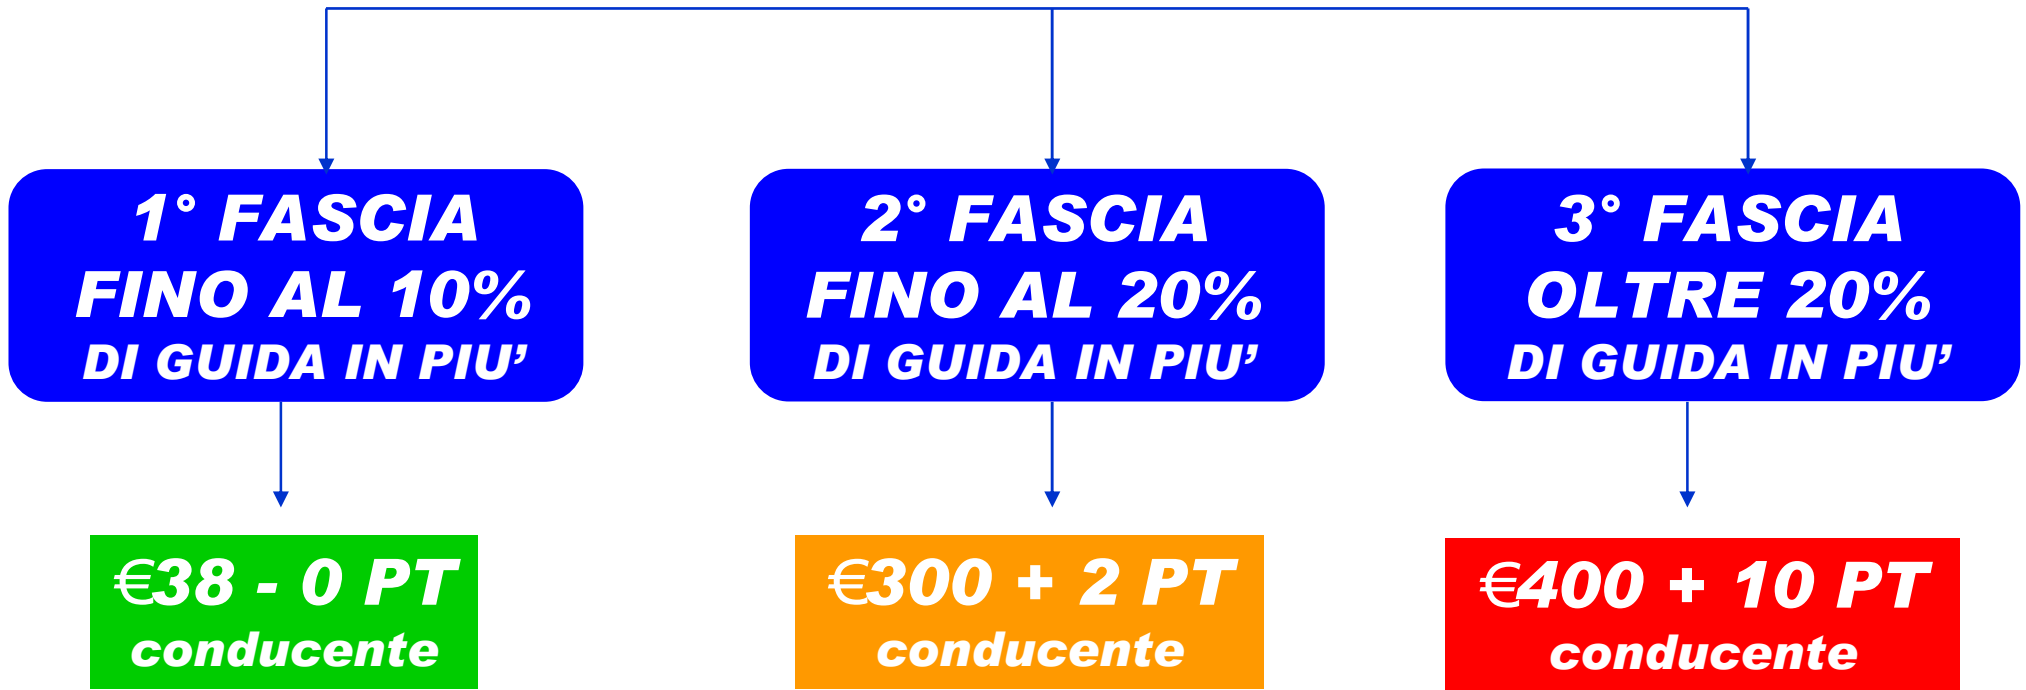 1° FASCIA
FINO AL 10%
DI GUIDA IN PIU’
2° FASCIA
FINO AL 20%
DI GUIDA IN PIU’
3° FASCIA
OLTRE 20%
DI GUIDA IN PIU’
€38 - 0 PT
conducente
€300 + 2 PT
conducente
€400 + 10 PT
conducente